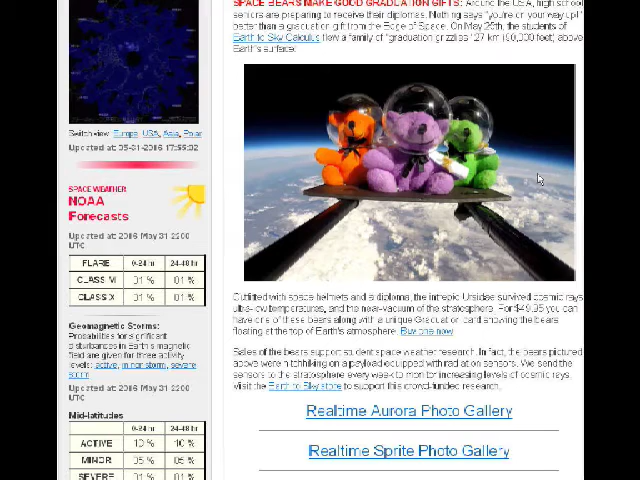 Switch view: Europe, USA, Asia, Polar
Updated at: 05-31-2016 17:55:02
SPACE WEATHER
NOAA
Forecasts
Updated at: 2016 May 31 2200
UTC
FLARE 0-24 hr 24-48 hr
CLASS M 01 % 01 %
CLASS X 01 % 01 %
Geomagnetic Storms:
Probabilities for significant
disturbances in Earth's magnetic
field are given for three activity
levels: active, minor storm, severe
storm
Updated at: 2016 May 31 2200
UTC
Mid-latitudes
0-24 hr 24-48 hr
ACTIVE 10 % 10 %
MINOR 05 % 05 %
SEVERE 01 % 01 %
SPACE BEARS MAKE GOOD GRADUATION GIFTS: Around the USA, high school
seniors are preparing to receive their diplomas. Nothing says "you're on your way up!"
better than a graduation gift from the Edge of Space. On May 25th, the students of
Earth to Sky Calculus flew a family of "graduation grizzlies" 27 km (90,000 feet) above
Earth's surface:
Outfitted with space helmets and a diploma, the intrepid Ursidae survived cosmic rays
ultra-low temperatures, and the near-vacuum of the stratosphere. For $49.95 you can
have one of these bears along with a unique Graduation card showing the bears
floating at the top of Earth's atmosphere. Buy one now.
Sales of the bears support student space weather research. In fact, the bears pictured
above were hitchhiking on a payload equipped with radiation sensors. We send the
sensors to the stratosphere every week to monitor increasing levels of cosmic rays.
Visit the Earth to Sky store to support this crowd-funded research.
Realtime Aurora Photo Gallery
Realtime Sprite Photo Gallery